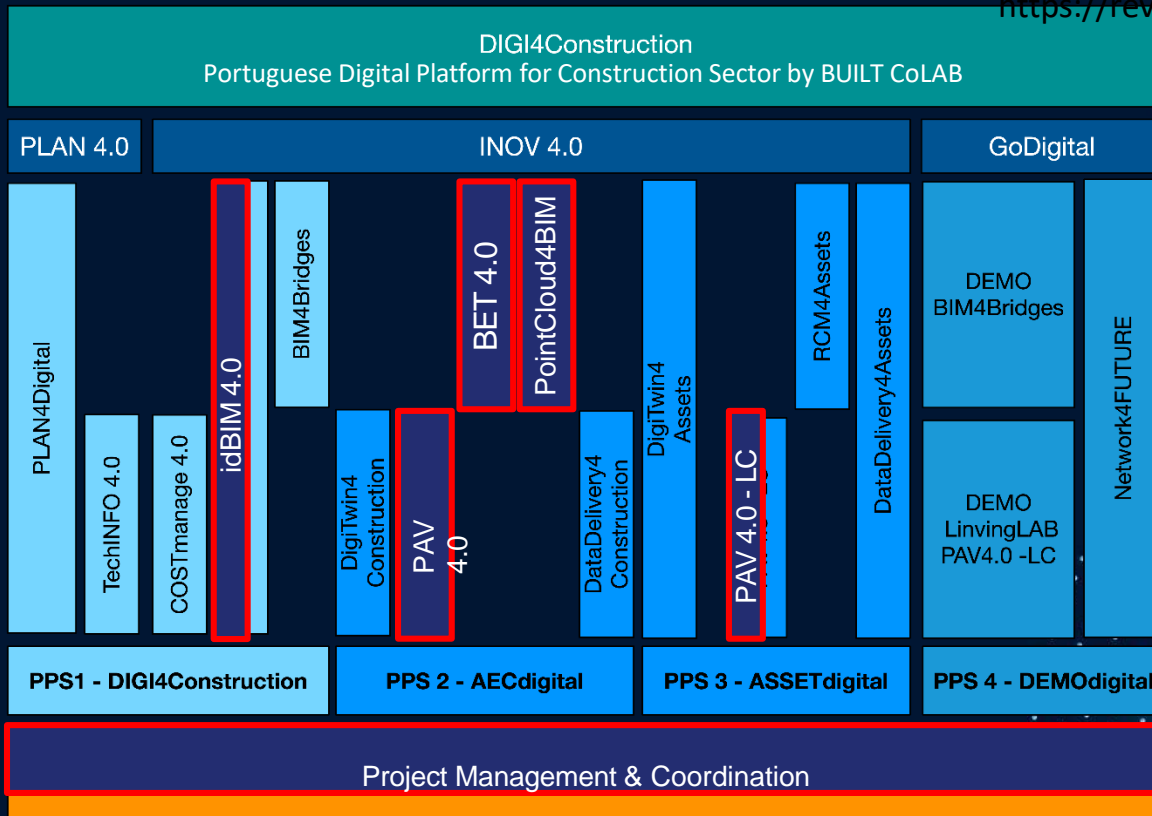 https://rev
DIGI4Construction
Portuguese Digital Platform for Construction Sector by BUILT CoLAB
PLAN 4.0
INOV 4.0
GoDigital
PLAN4Digital
TechINFO 4.0
COSTmanage 4.0
idBIM 4.0
BIM4Bridges
DigiTwin4
Construction
PAV
4.0
BET 4.0
PointCloud4BIM
DataDelivery4
Construction
DigiTwin4
Assets
PAV 4.0 - LC
RCM4Assets
DataDelivery4Assets
DEMO
BIM4Bridges
DEMO
LinvingLAB
PAV4.0 -LC
Network4FUTURE
PPS1 - DIGI4Construction
PPS 2 - AECdigital
PPS 3 - ASSETdigital
PPS 4 - DEMOdigital
Project Management & Coordination